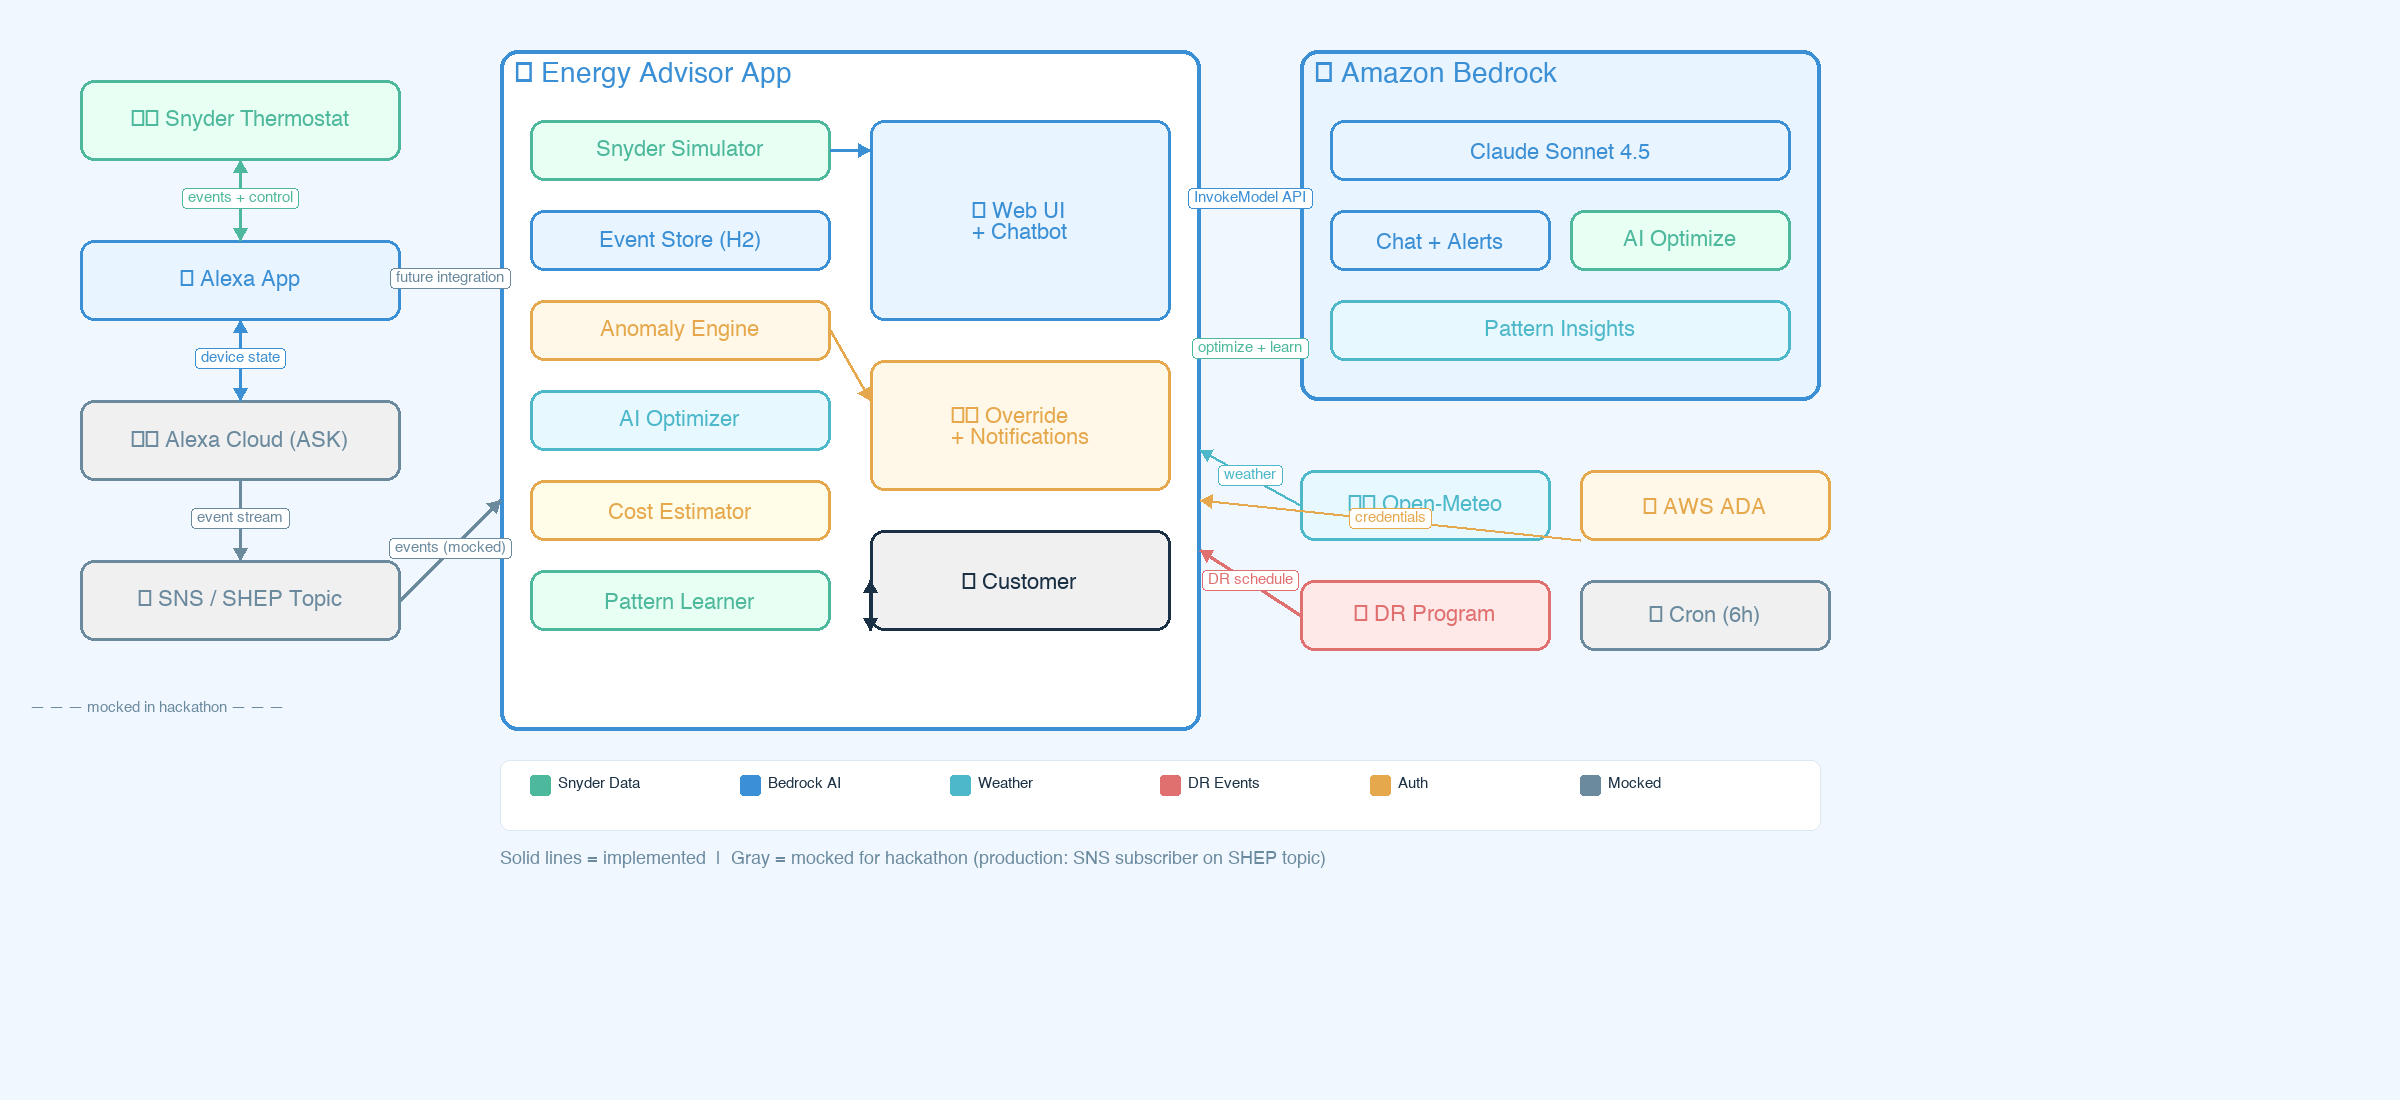 Snyder Thermostat
events + control
Alexa App
future integration
device state
Alexa Cloud (ASK)
event stream
SNS / SHEP Topic
events (mocked)
— — — mocked in hackathon — — —
Energy Advisor App
Snyder Simulator
Event Store (H2)
Anomaly Engine
AI Optimizer
Cost Estimator
Pattern Learner
Web UI
+ Chatbot
Override
+ Notifications
Customer
InvokeModel API
optimize + learn
Amazon Bedrock
Claude Sonnet 4.5
Chat + Alerts
AI Optimize
Pattern Insights
weather
Open-Meteo
credentials
AWS ADA
DR schedule
DR Program
Cron (6h)
Snyder Data
Bedrock AI
Weather
DR Events
Auth
Mocked
Solid lines = implemented | Gray = mocked for hackathon (production: SNS subscriber on SHEP topic)